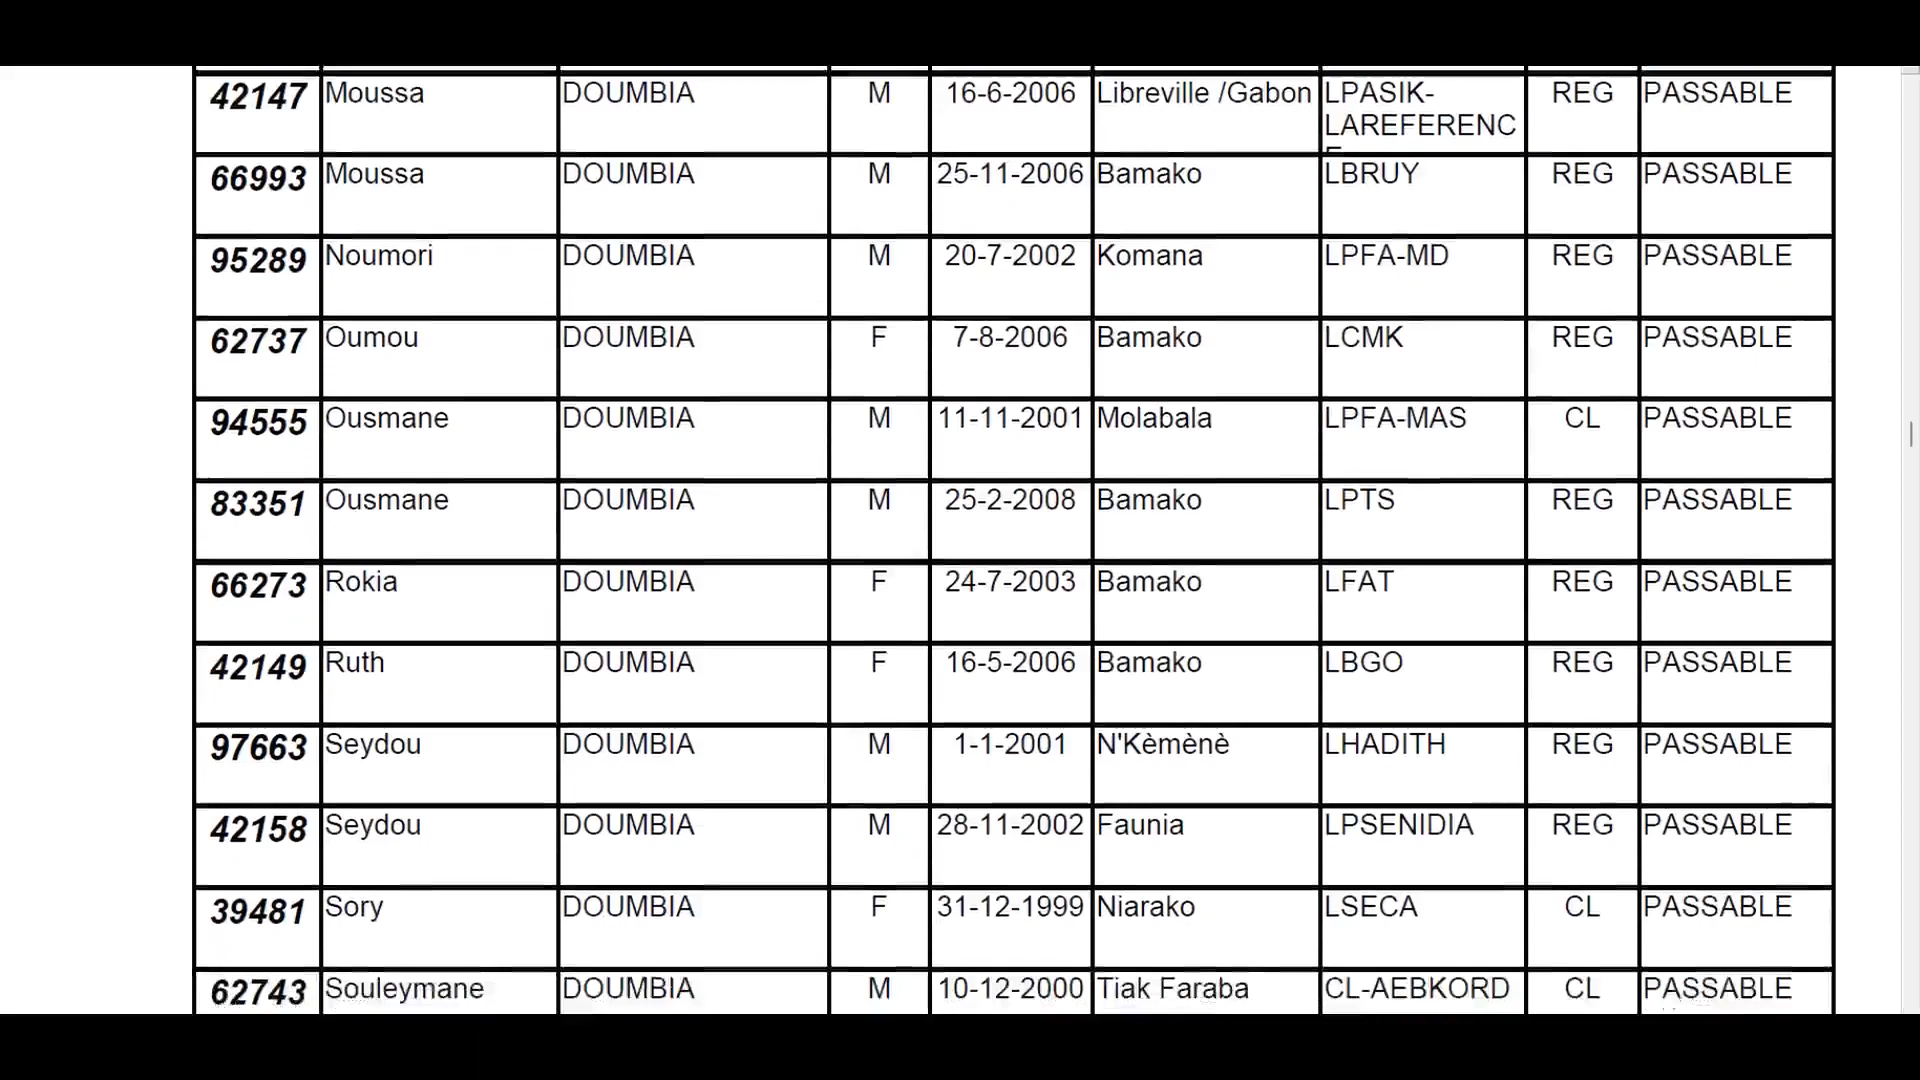 42147 Moussa DOUMBIA M 16-6-2006 Libreville /Gabon LPASIK-
LAREFERENC
66993 Moussa DOUMBIA M 25-11-2006 Bamako LBRUY REG PASSABLE
95289 Noumori DOUMBIA M 20-7-2002 Komana LPFA-MD REG PASSABLE
62737 Oumou DOUMBIA F 7-8-2006 Bamako LCMK REG PASSABLE
94555 Ousmane DOUMBIA M 11-11-2001 Molabala LPFA-MAS CL PASSABLE
83351 Ousmane DOUMBIA M 25-2-2008 Bamako LPTS REG PASSABLE
66273 Rokia DOUMBIA F 24-7-2003 Bamako LFAT REG PASSABLE
42149 Ruth DOUMBIA F 16-5-2006 Bamako LBGO REG PASSABLE
97663 Seydou DOUMBIA M 1-1-2001 N'Kèmènè LHADITH REG PASSABLE
42158 Seydou DOUMBIA M 28-11-2002 Faunia LPSENIDIA REG PASSABLE
39481 Sory DOUMBIA F 31-12-1999 Niarako LSECA CL PASSABLE
62743 Souleymane DOUMBIA M 10-12-2000 Tiak Faraba CL-AEBKORD CL PASSABLE